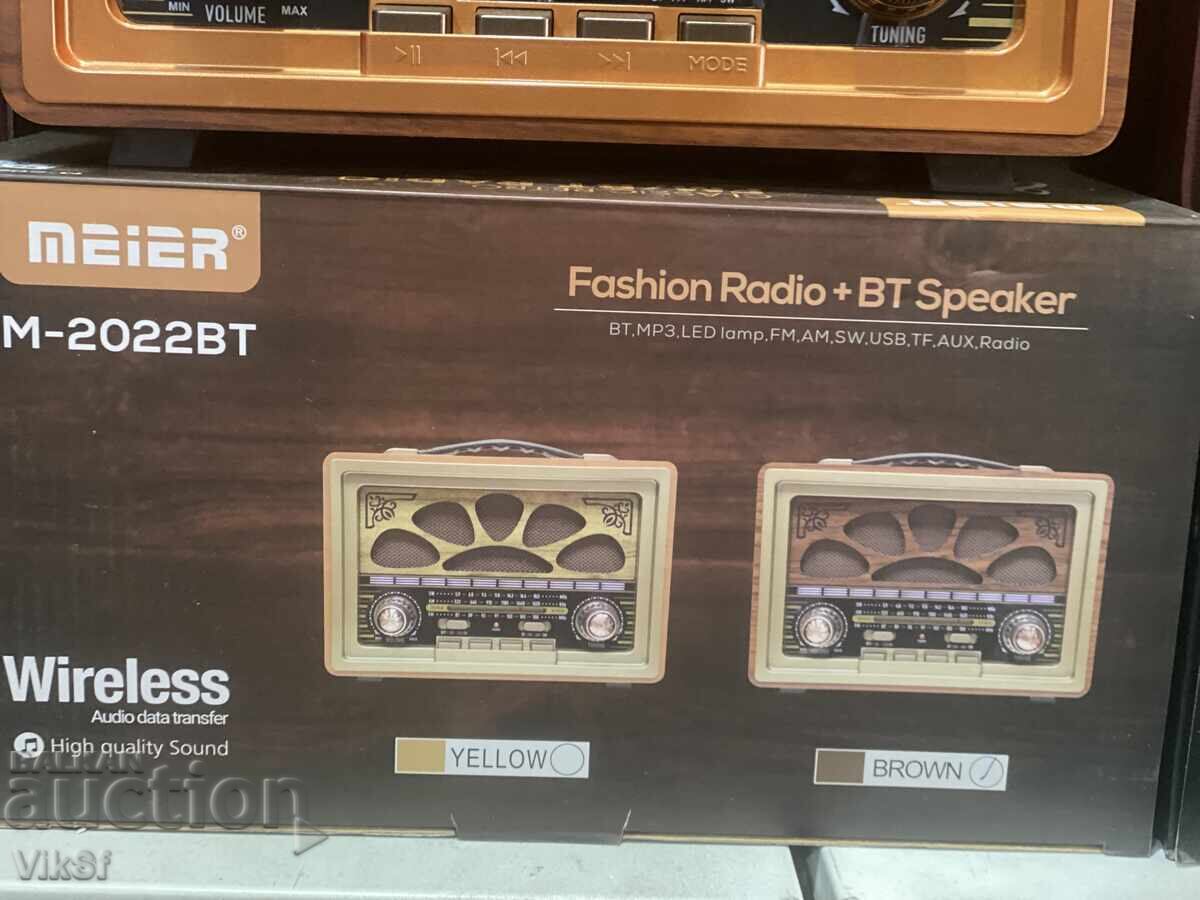 MIN VOLUME MAX
TUNING
MODE
MEIER®
M-2022BT
Fashion Radio + BT Speaker
BT,MP3,LED lamp,FM,AM,SW,USB,TF,AUX,Radio
Wireless
Audio data transfer
High quality Sound
YELLOW
BROWN
BALKAN
auction
VikSf